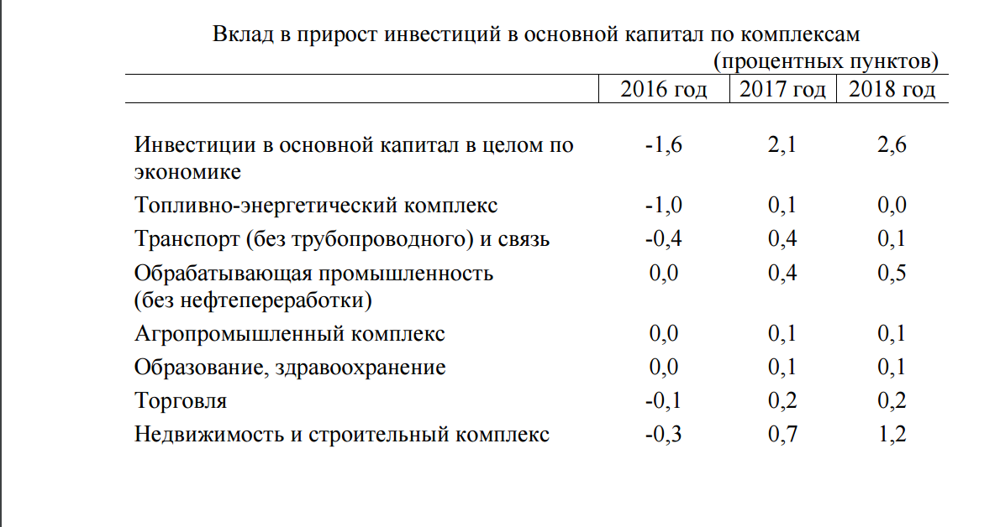 Вклад в прирост инвестиций в основной капитал по комплексам
(процентных пунктов)
2016 год 2017 год 2018 год
Инвестиции в основной капитал в целом по -1,6 2,1 2,6
экономике
Топливно-энергетический комплекс -1,0 0,1 0,0
Транспорт (без трубопроводного) и связь -0,4 0,4 0,1
Обрабатывающая промышленность 0,0 0,4 0,5
(без нефтепереработки)
Агропромышленный комплекс 0,0 0,1 0,1
Образование, здравоохранение 0,0 0,1 0,1
Торговля -0,1 0,2 0,2
Недвижимость и строительный комплекс -0,3 0,7 1,2